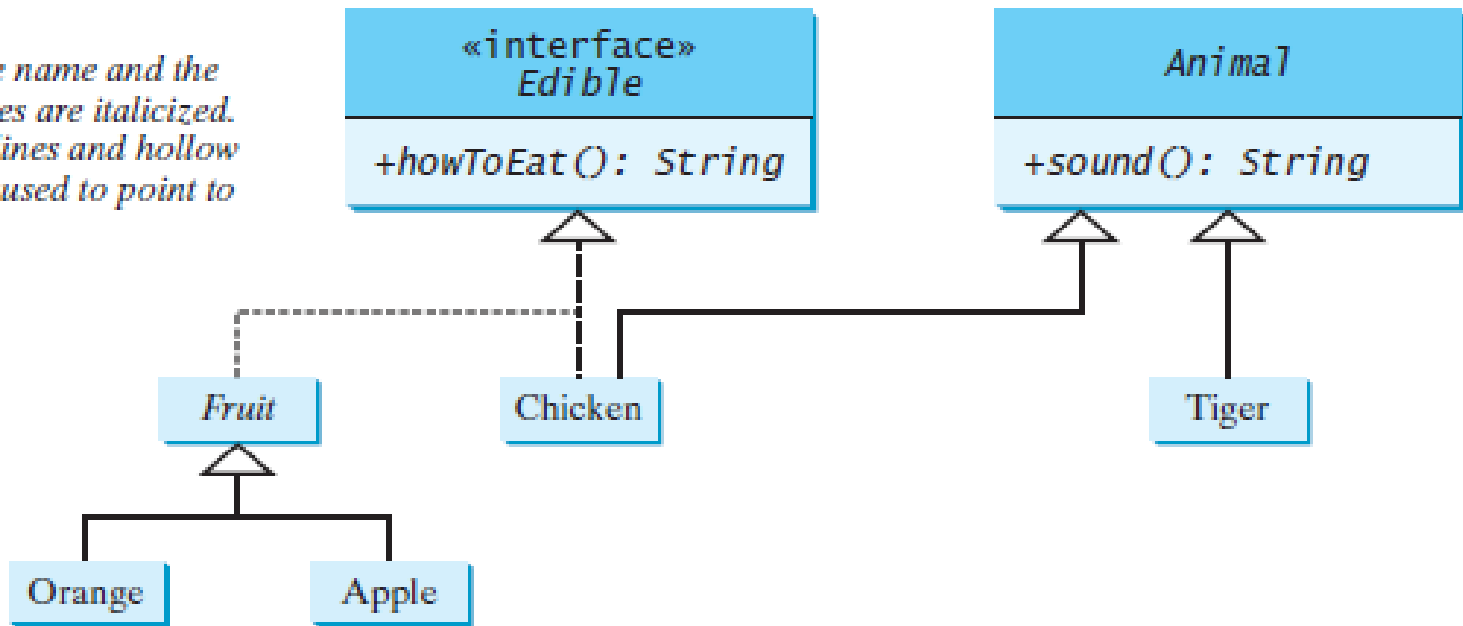 name and the
es are italicized.
ines and hollow
used to point to
«interface»
Edible
+howToEat(): String
Animal
+sound(): String
Fruit
Chicken
Tiger
Orange
Apple